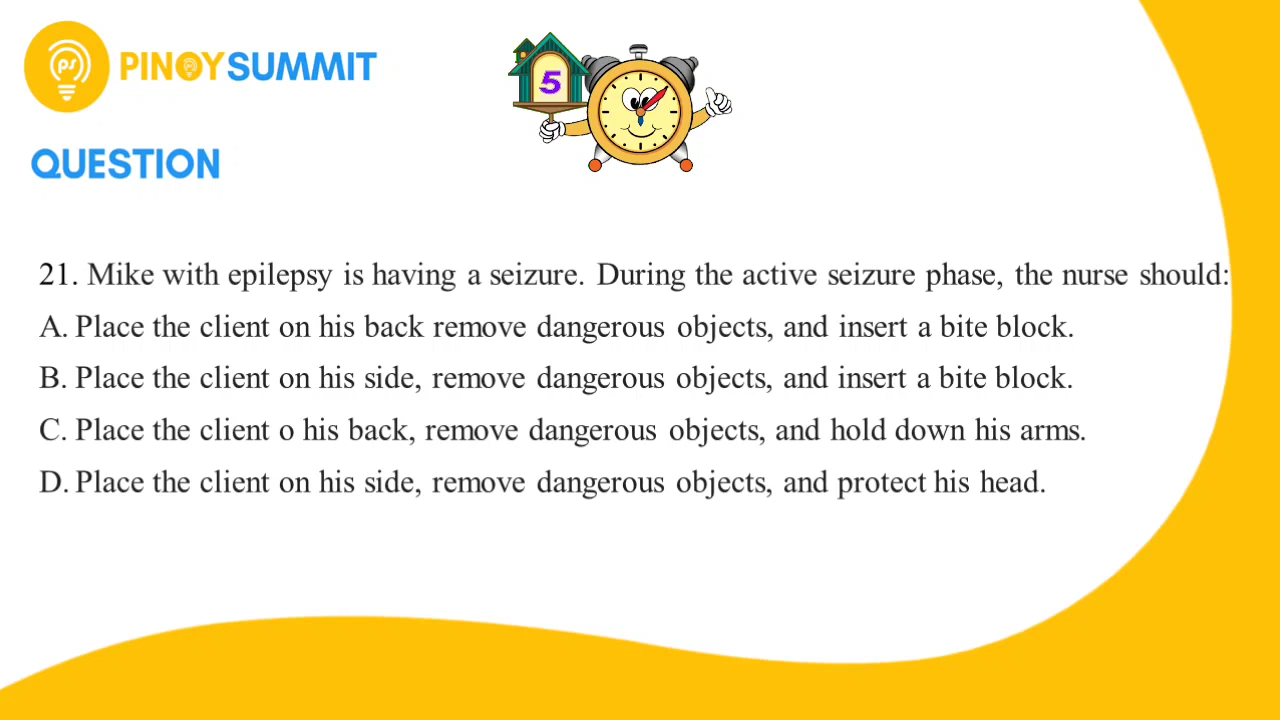 PINOYSUMMIT
5
QUESTION
21. Mike with epilepsy is having a seizure. During the active seizure phase, the nurse should:
A. Place the client on his back remove dangerous objects, and insert a bite block.
B. Place the client on his side, remove dangerous objects, and insert a bite block.
C. Place the client o his back, remove dangerous objects, and hold down his arms.
D. Place the client on his side, remove dangerous objects, and protect his head.